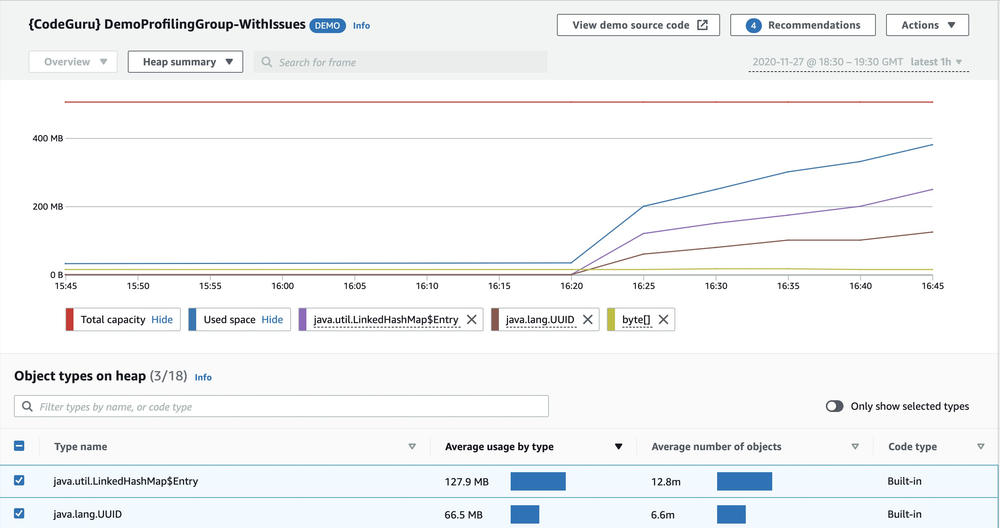 {CodeGuru} DemoProfilingGroup-WithIssues DEMO Info View demo source code 4 Recommendations Actions
Overview Heap summary Search for frame 2020-11-27 @ 18:30 – 19:30 GMT latest 1h
400 MB
200 MB
0 B
15:45 15:50 15:55 16:00 16:05 16:10 16:15 16:20 16:25 16:30 16:35 16:40 16:45
Total capacity Hide Used space Hide java.util.LinkedHashMap$Entry java.lang.UUID byte[]
Object types on heap (3/18) Info
Filter types by name, or code type Only show selected types
Type name Average usage by type Average number of objects Code type
java.util.LinkedHashMap$Entry 127.9 MB 12.8m Built-in
java.lang.UUID 66.5 MB 6.6m Built-in